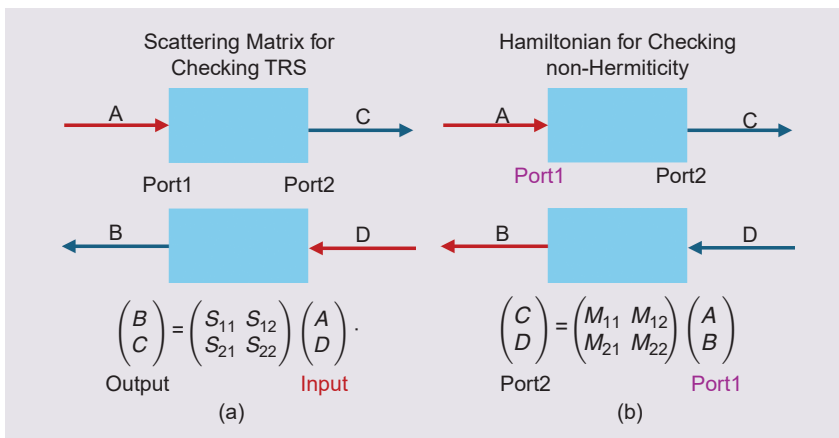 Scattering Matrix for
Checking TRS
A
C
Port1 Port2
B
D
(B C) = (S11 S12 S21 S22) (A D) .
Output Input
(a)
Hamiltonian for Checking
non-Hermiticity
A
C
Port1 Port2
B
D
(C D) = (M11 M12 M21 M22) (A B)
Port2 Port1
(b)